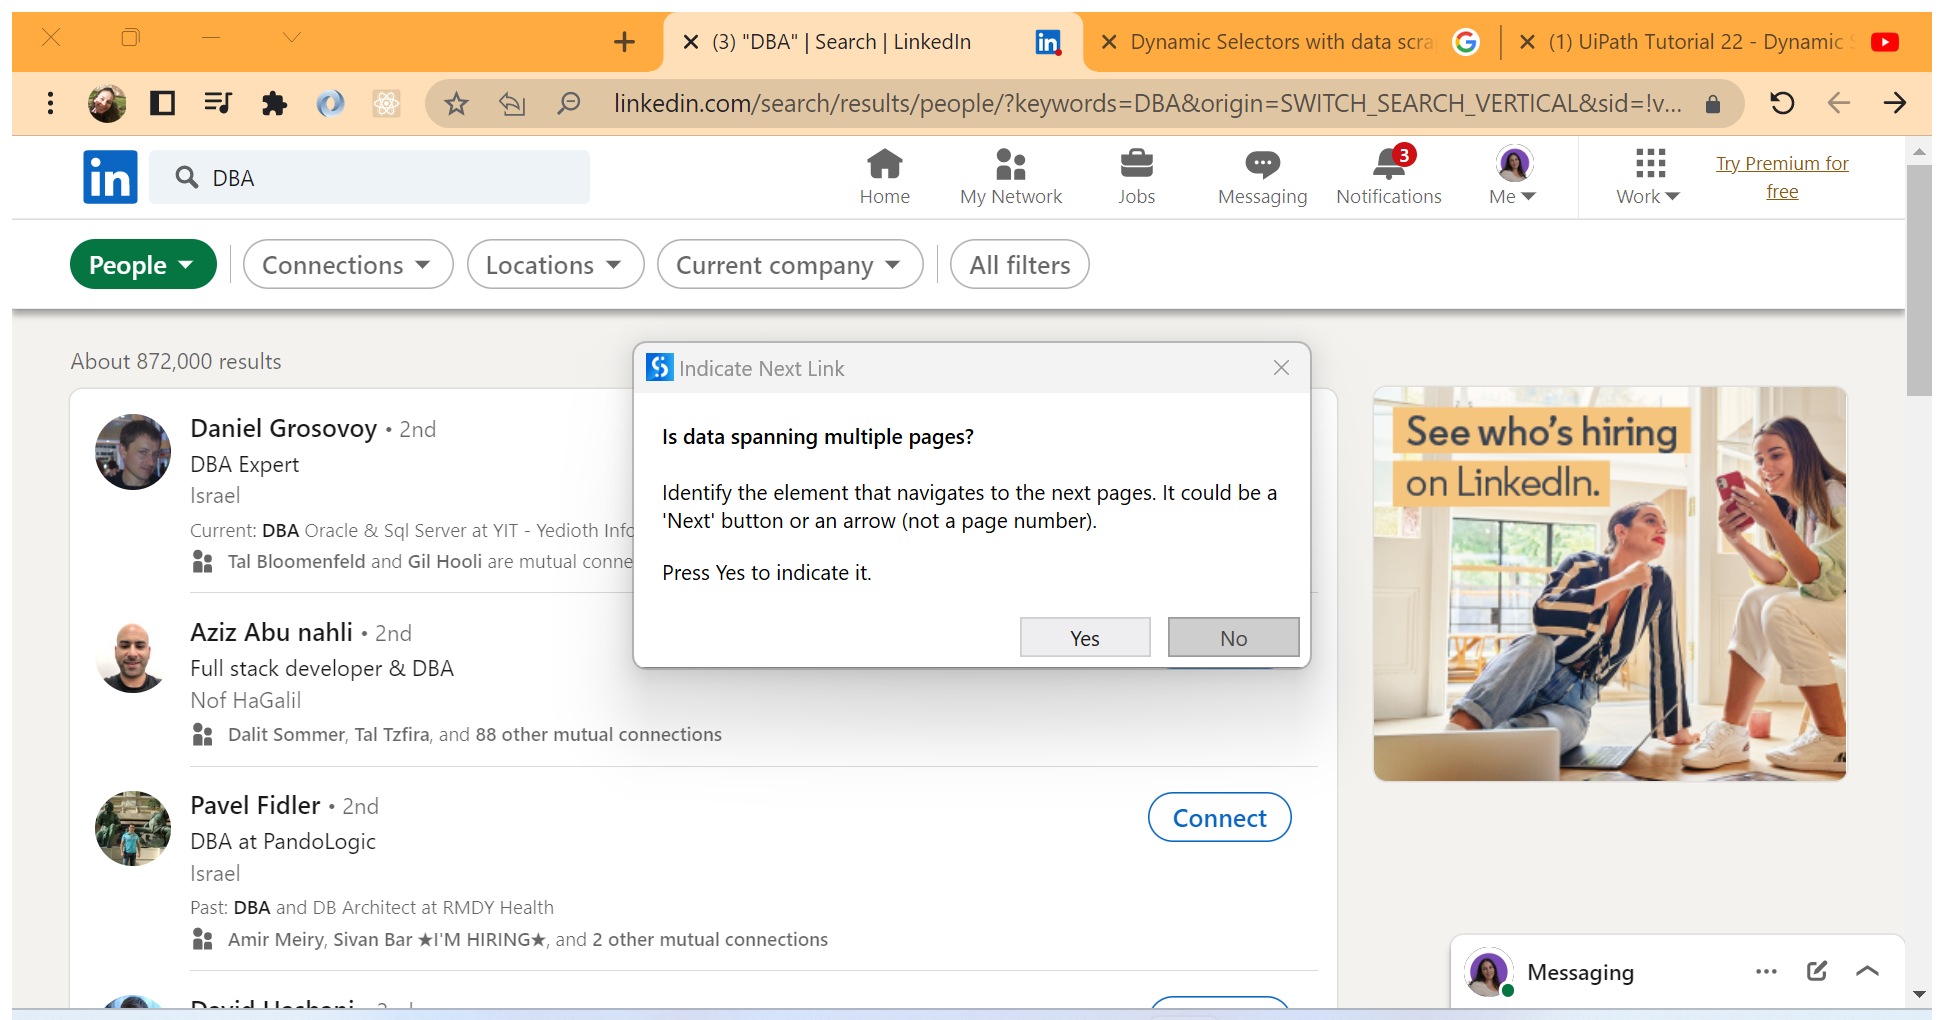 (3) "DBA" | Search | LinkedIn
Dynamic Selectors with data scra
(1) UiPath Tutorial 22 - Dynamic
linkedin.com/search/results/people/?keywords=DBA&origin=SWITCH_SEARCH_VERTICAL&sid=!v...
in
DBA
Home
My Network
Jobs
Messaging
3
Notifications
Me
Work
Try Premium for
free
People
Connections
Locations
Current company
All filters
About 872,000 results
Daniel Grosovoy • 2nd
DBA Expert
Israel
Current: DBA Oracle & Sql Server at YIT - Yedioth Info
Tal Bloomenfeld and Gil Hooli are mutual conne
Indicate Next Link
Is data spanning multiple pages?
Identify the element that navigates to the next pages. It could be a
'Next' button or an arrow (not a page number).
Press Yes to indicate it.
Yes
No
See who's hiring
on LinkedIn.
Aziz Abu nahli • 2nd
Full stack developer & DBA
Nof HaGalil
Dalit Sommer, Tal Tzfira, and 88 other mutual connections
Pavel Fidler • 2nd
Connect
DBA at PandoLogic
Israel
Past: DBA and DB Architect at RMDY Health
Amir Meiry, Sivan Bar ★I'M HIRING★, and 2 other mutual connections
Messaging